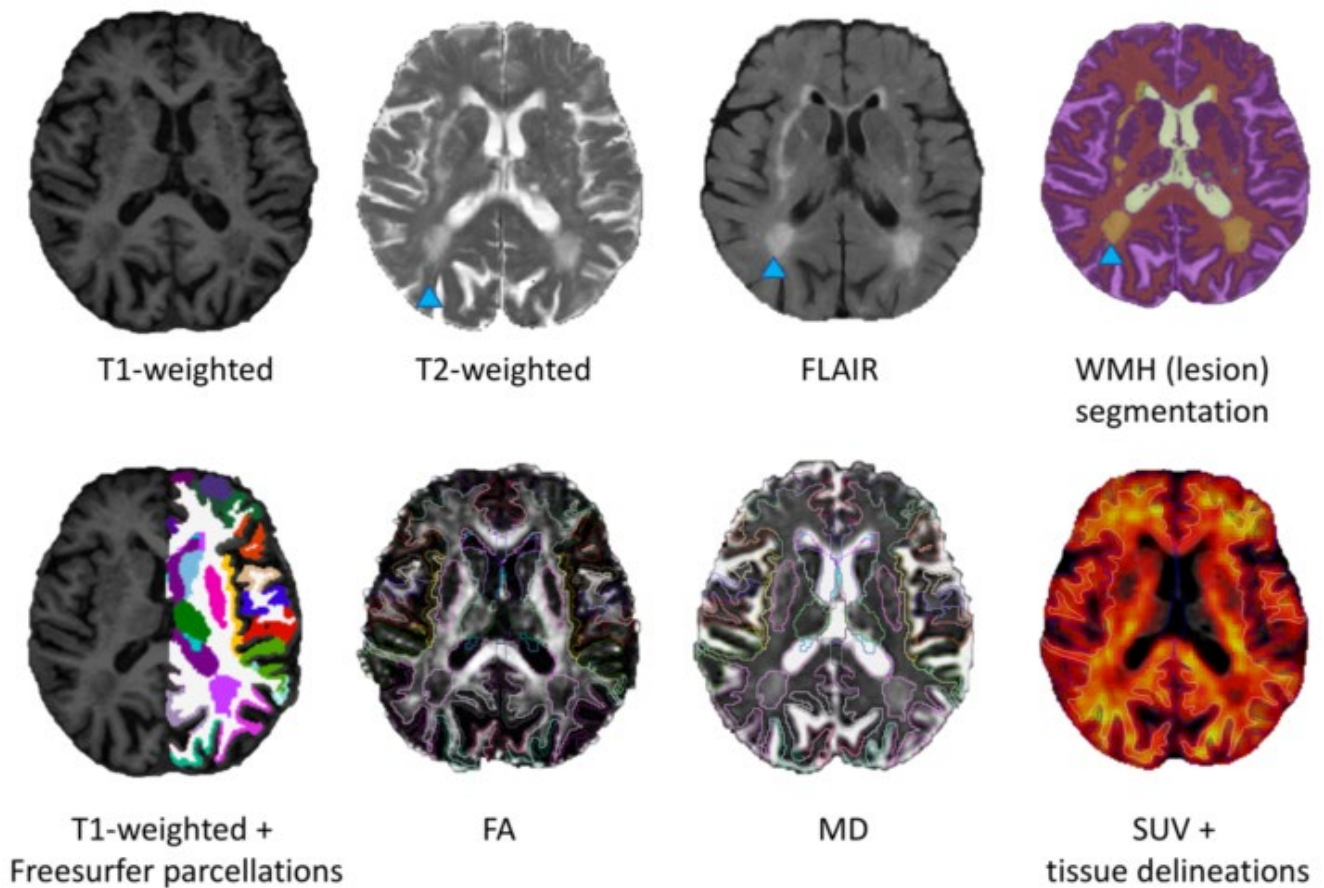 T1-weighted
T2-weighted
FLAIR
WMH (lesion)
segmentation
T1-weighted +
Freesurfer parcellations
FA
MD
SUV +
tissue delineations